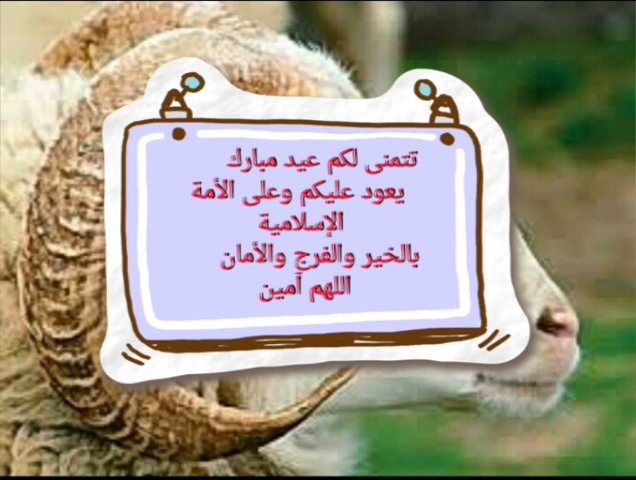 تتمنى لكم عيد مبارك
يعود عليكم وعلى الأمة
الإسلامية
بالخير والفرج والأمان
اللهم آمين